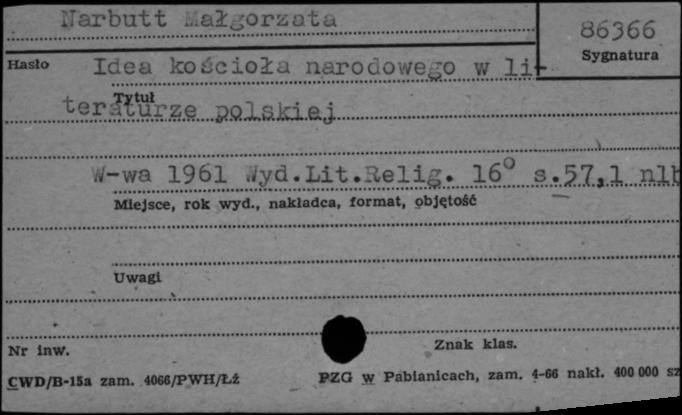 Narbutt Małgorzata
86366
Sygnatura
Hasło
Idea kościoła narodowego w li-
Tytuł
teraturze polskiej
W-wa 1961 Wyd.Lit.Relig. 16° s.57,1 nlb
Miejsce, rok wyd., nakładca, format, objętość
Uwagi
Nr inw.
Znak klas.
CWD/B-15a zam. 4066/PWH/Łź
PZG w Pabianicach, zam. 4-66 nakł. 400 000 sz